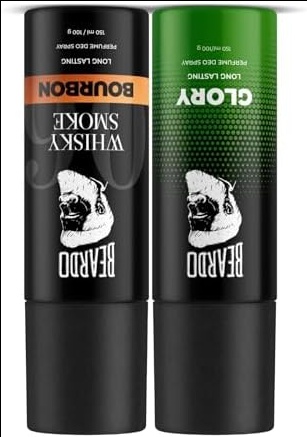 BEARDO
GLORY
LONG LASTING
PERFUME DEO SPRAY
150 ml/100 g
BEARDO
WHISKY
SMOKE
BOURBON
LONG LASTING
PERFUME DEO SPRAY
150 ml / 100 g